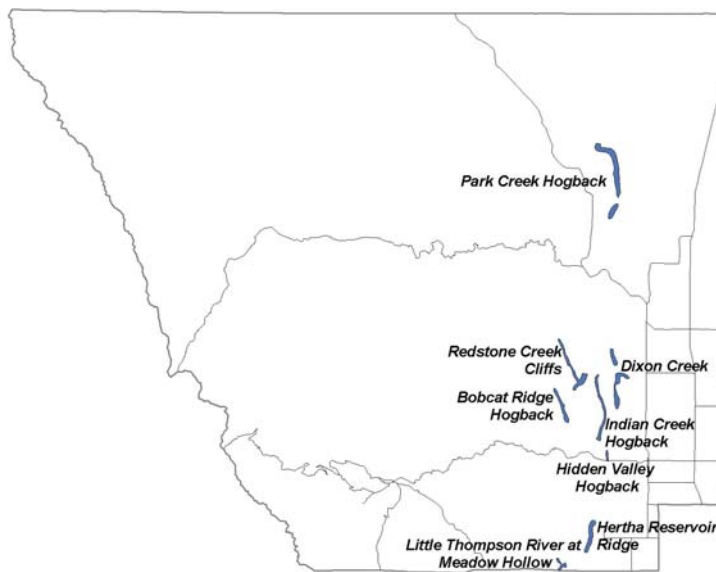 Park Creek Hogback
Redstone Creek
Cliffs
Dixon Creek
Bobcat Ridge
Hogback
Indian Creek
Hogback
Hidden Valley
Hogback
Hertha Reservoir
Ridge
Little Thompson River at
Meadow Hollow